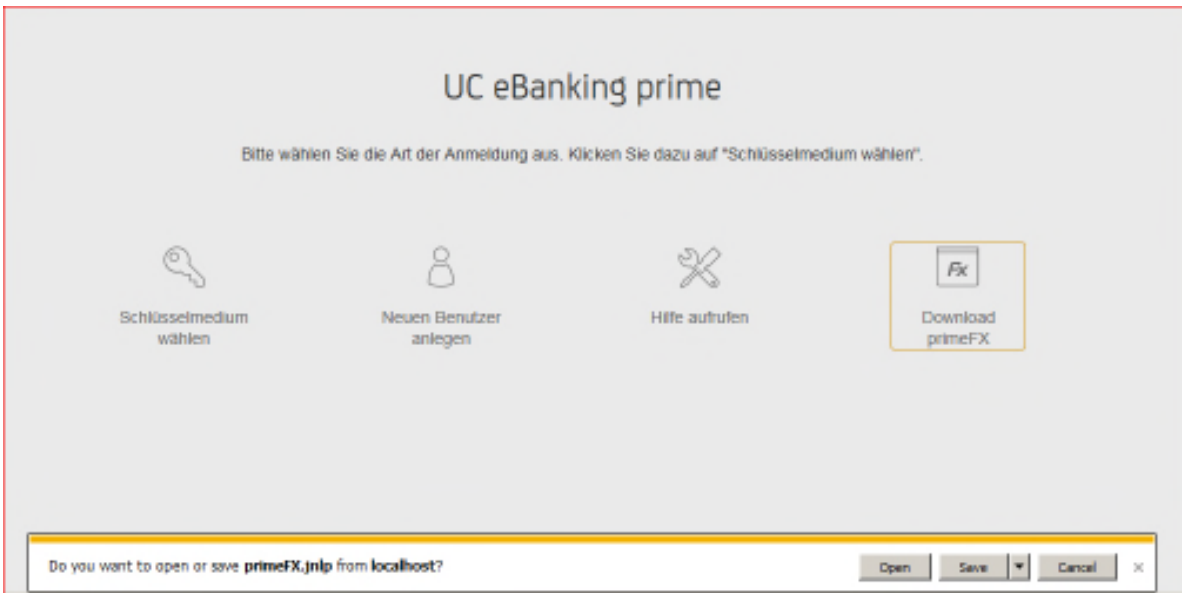 UC eBanking prime
Bitte wählen Sie die Art der Anmeldung aus. Klicken Sie dazu auf "Schlüsselmedium wählen".
Schlüsselmedium
wählen
Neuen Benutzer
anlegen
Hilfe aufrufen
Fx
Download
primeFX
Do you want to open or save primeFX.jnlp from localhost?
Open
Save
Cancel